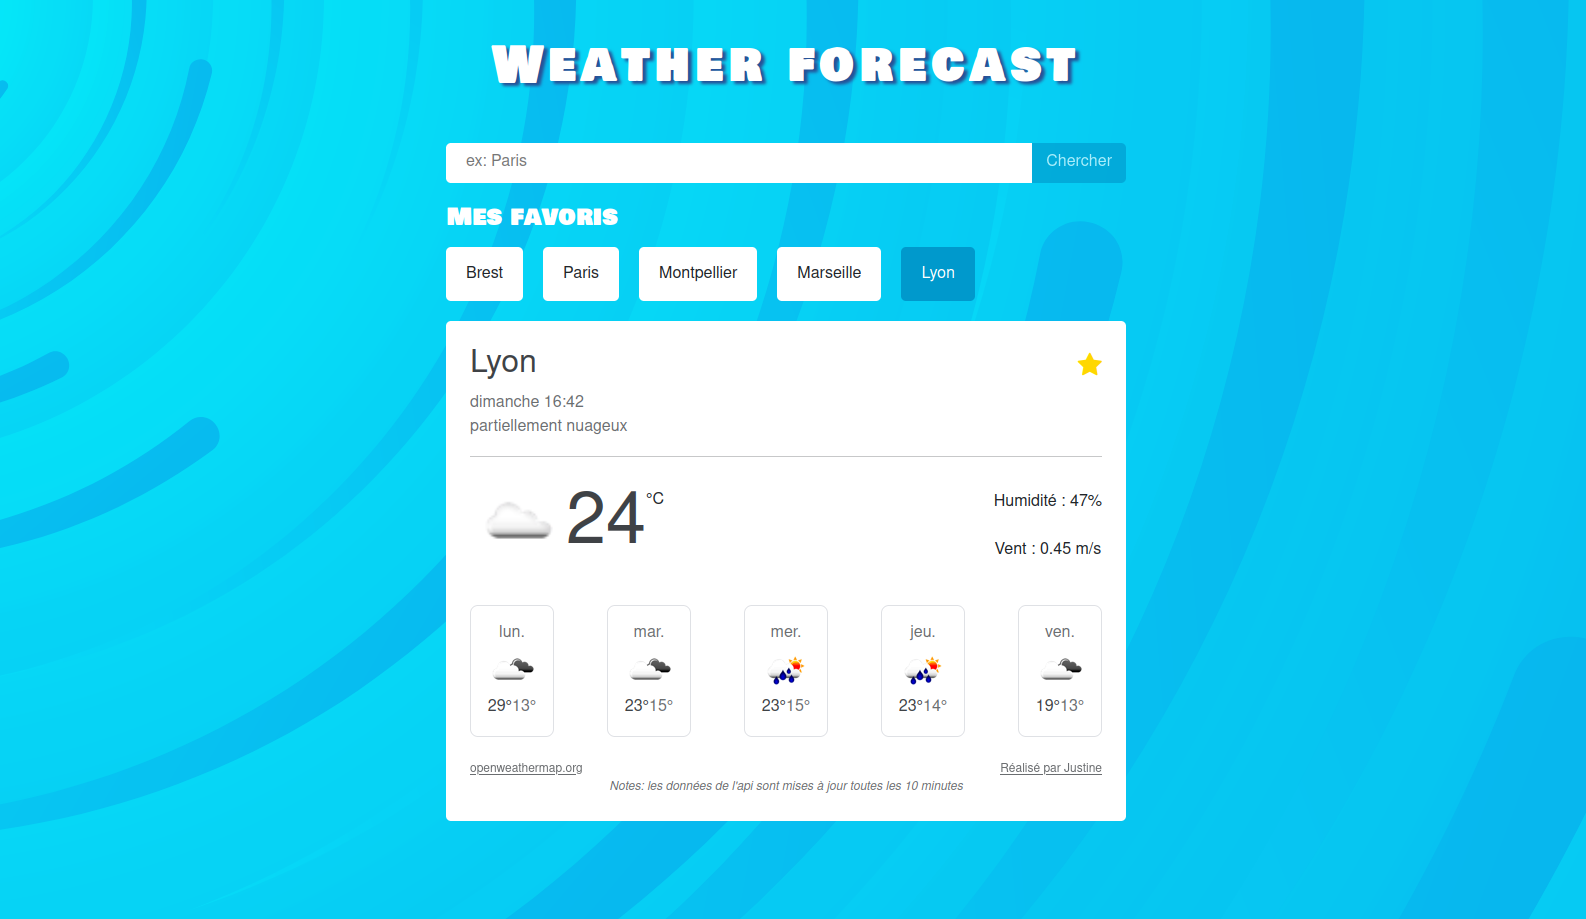 Weather forecast
ex: Paris
Chercher
Mes favoris
Brest
Paris
Montpellier
Marseille
Lyon
Lyon
dimanche 16:42
partiellement nuageux
24 °C
Humidité : 47%
Vent : 0.45 m/s
lun.
29°13°
mar.
23°15°
mer.
23°15°
jeu.
23°14°
ven.
19°13°
openweathermap.org
Réalisé par Justine
Notes: les données de l'api sont mises à jour toutes les 10 minutes